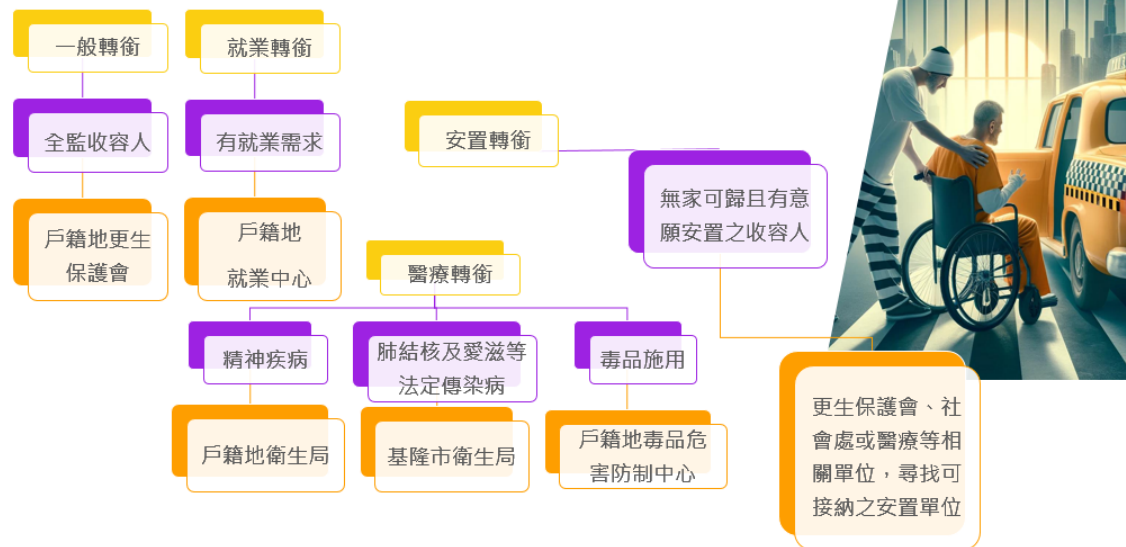 一般轉銜
全監收容人
戶籍地更生
保護會
就業轉銜
有就業需求
戶籍地
就業中心
醫療轉銜
精神疾病
戶籍地衛生局
肺結核及愛滋等
法定傳染病
基隆市衛生局
毒品施用
戶籍地毒品危
害防制中心
安置轉銜
無家可歸且有意
願安置之收容人
更生保護會、社
會處或醫療等相
關單位，尋找可
接納之安置單位